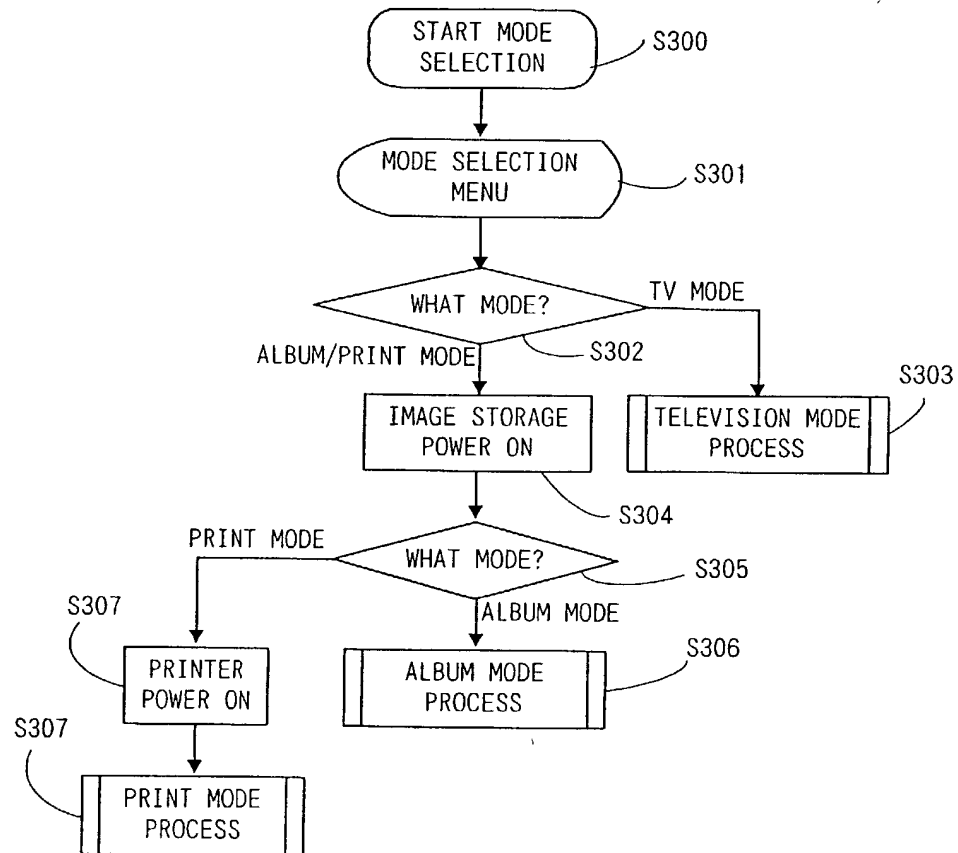 START MODE
SELECTION
S300
MODE SELECTION
MENU
S301
WHAT MODE?
TV MODE
S302
ALBUM/PRINT MODE
S303
IMAGE STORAGE
POWER ON
TELEVISION MODE
PROCESS
S304
PRINT MODE
WHAT MODE?
S305
ALBUM MODE
S307
PRINTER
POWER ON
ALBUM MODE
PROCESS
S306
S307
PRINT MODE
PROCESS